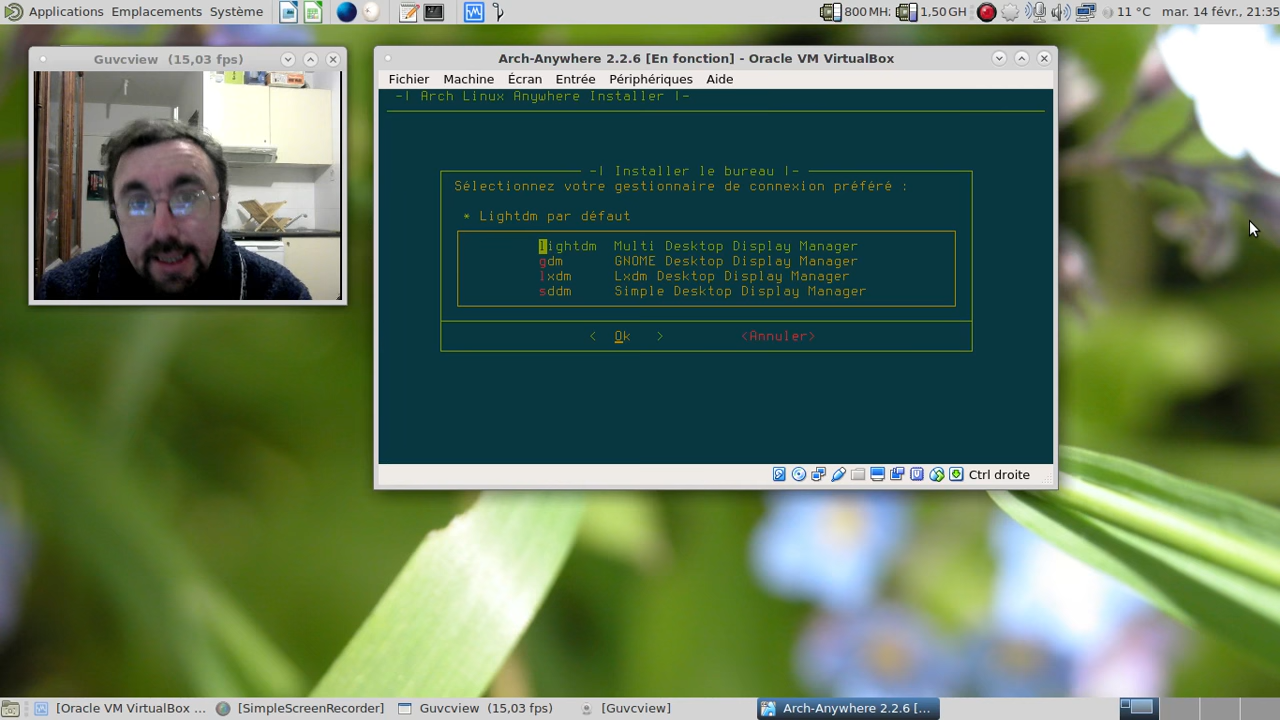 Applications Emplacements Système
800 MHz 1,50 GH 11 °C mar. 14 févr., 21:35
Guvcview (15,03 fps)
Arch-Anywhere 2.2.6 [En fonction] - Oracle VM VirtualBox
Fichier Machine Écran Entrée Périphériques Aide
-| Arch Linux Anywhere Installer |-
-| Installer le bureau |-
Sélectionnez votre gestionnaire de connexion préféré :
* Lightdm par défaut
lightdm Multi Desktop Display Manager
gdm GNOME Desktop Display Manager
lxdm Lxdm Desktop Display Manager
sddm Simple Desktop Display Manager
< Ok > <Annuler>
Ctrl droite
[Oracle VM VirtualBox ... [SimpleScreenRecorder] Guvcview (15,03 fps) [Guvcview] Arch-Anywhere 2.2.6 [...